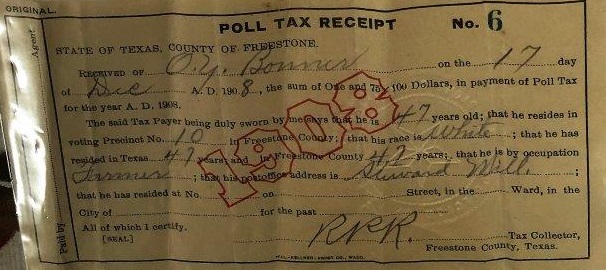 ORIGINAL.
POLL TAX RECEIPT No. 6
STATE OF TEXAS, COUNTY OF FREESTONE.
RECEIVED OF O.Y. Bonner on the 17 day
of Dec A. D. 1908, the sum of One and 75/100 Dollars, in payment of Poll Tax
for the year A. D. 1908.
The said Tax Payer being duly sworn by me says that he is 47 years old; that he resides in
voting Precinct No. 10 in Freestone County; that his race is White; that he has
resided in Texas 47 years; and in Freestone County 47 years; that he is by occupation
Farmer; that his postoffice address is Steward Mill.;
that he has resided at No. on Street, in the Ward, in the
City of for the past
All of which I certify. Tax Collector,
[SEAL] Freestone County, Texas.
1908
Agent
Paid by